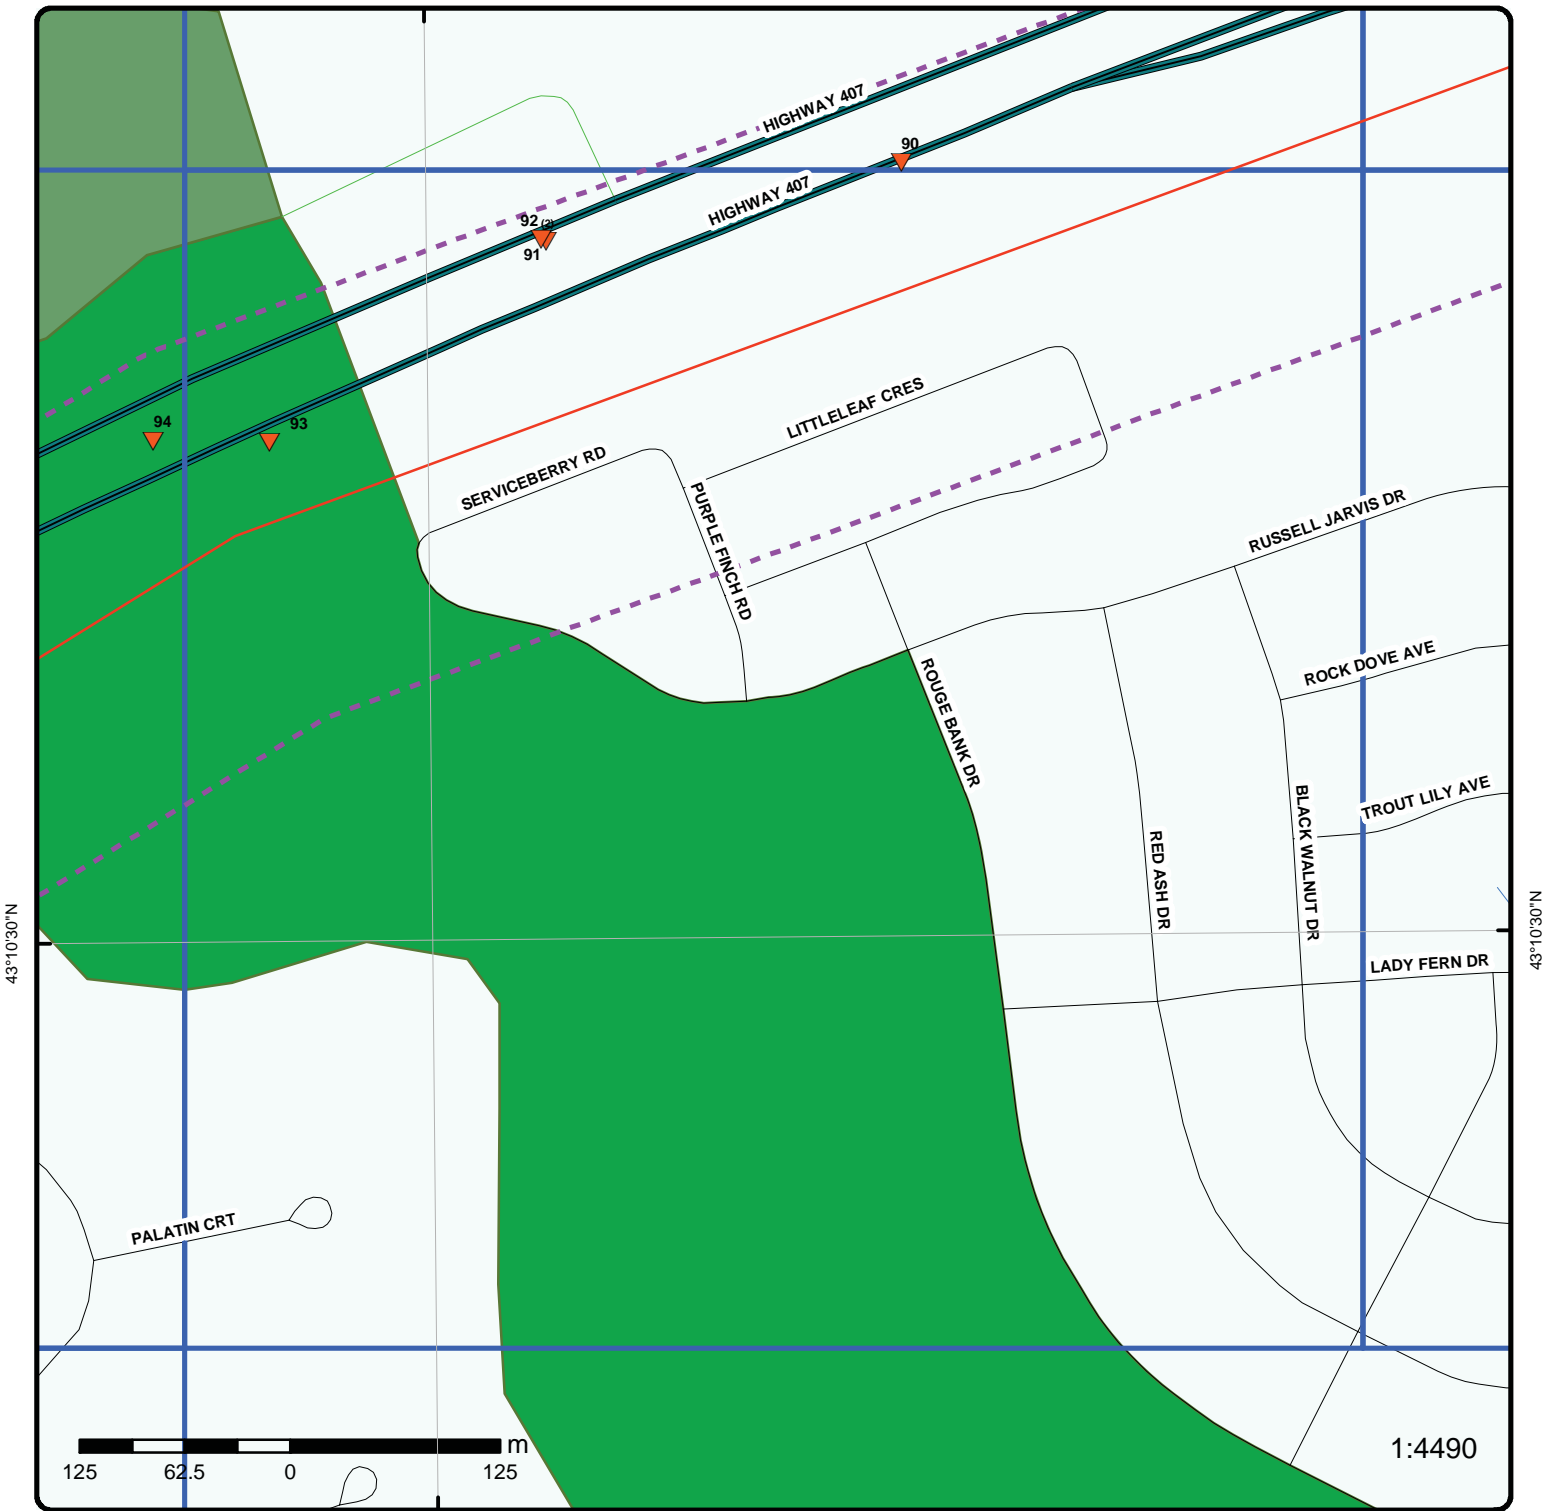 HIGHWAY 407
90
HIGHWAY 407
92 (2)
91
94
93
LITTLELEAF CRES
SERVICEBERRY RD
PURPLE FINCH RD
RUSSELL JARVIS DR
ROCK DOVE AVE
ROUGE BANK DR
TROUT LILY AVE
BLACK WALNUT DR
RED ASH DR
43°10'30"N
43°10'30"N
LADY FERN DR
PALATIN CRT
m
125 62.5 0 125
1:4490